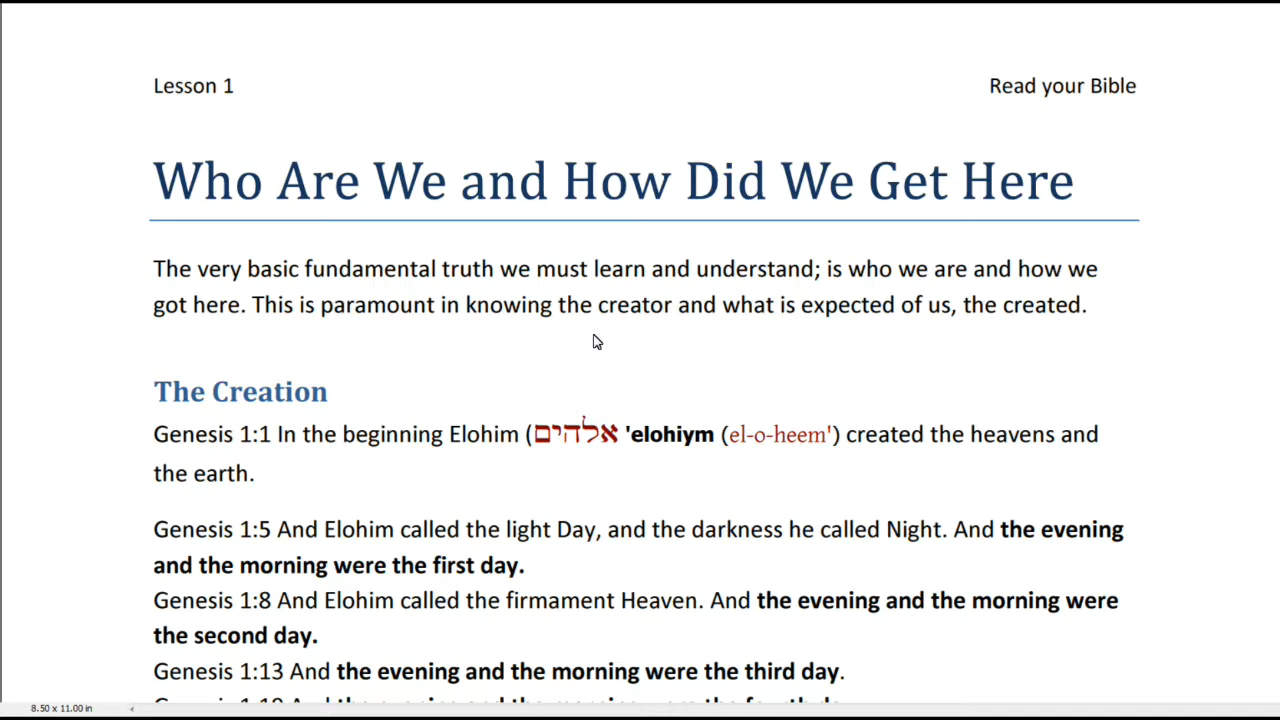 Lesson 1 Read your Bible
Who Are We and How Did We Get Here
The very basic fundamental truth we must learn and understand; is who we are and how we
got here. This is paramount in knowing the creator and what is expected of us, the created.
The Creation
Genesis 1:1 In the beginning Elohim (אלהים 'elohiym (el-o-heem') created the heavens and
the earth.
Genesis 1:5 And Elohim called the light Day, and the darkness he called Night. And the evening
and the morning were the first day.
Genesis 1:8 And Elohim called the firmament Heaven. And the evening and the morning were
the second day.
Genesis 1:13 And the evening and the morning were the third day.
8.50 x 11.00 in